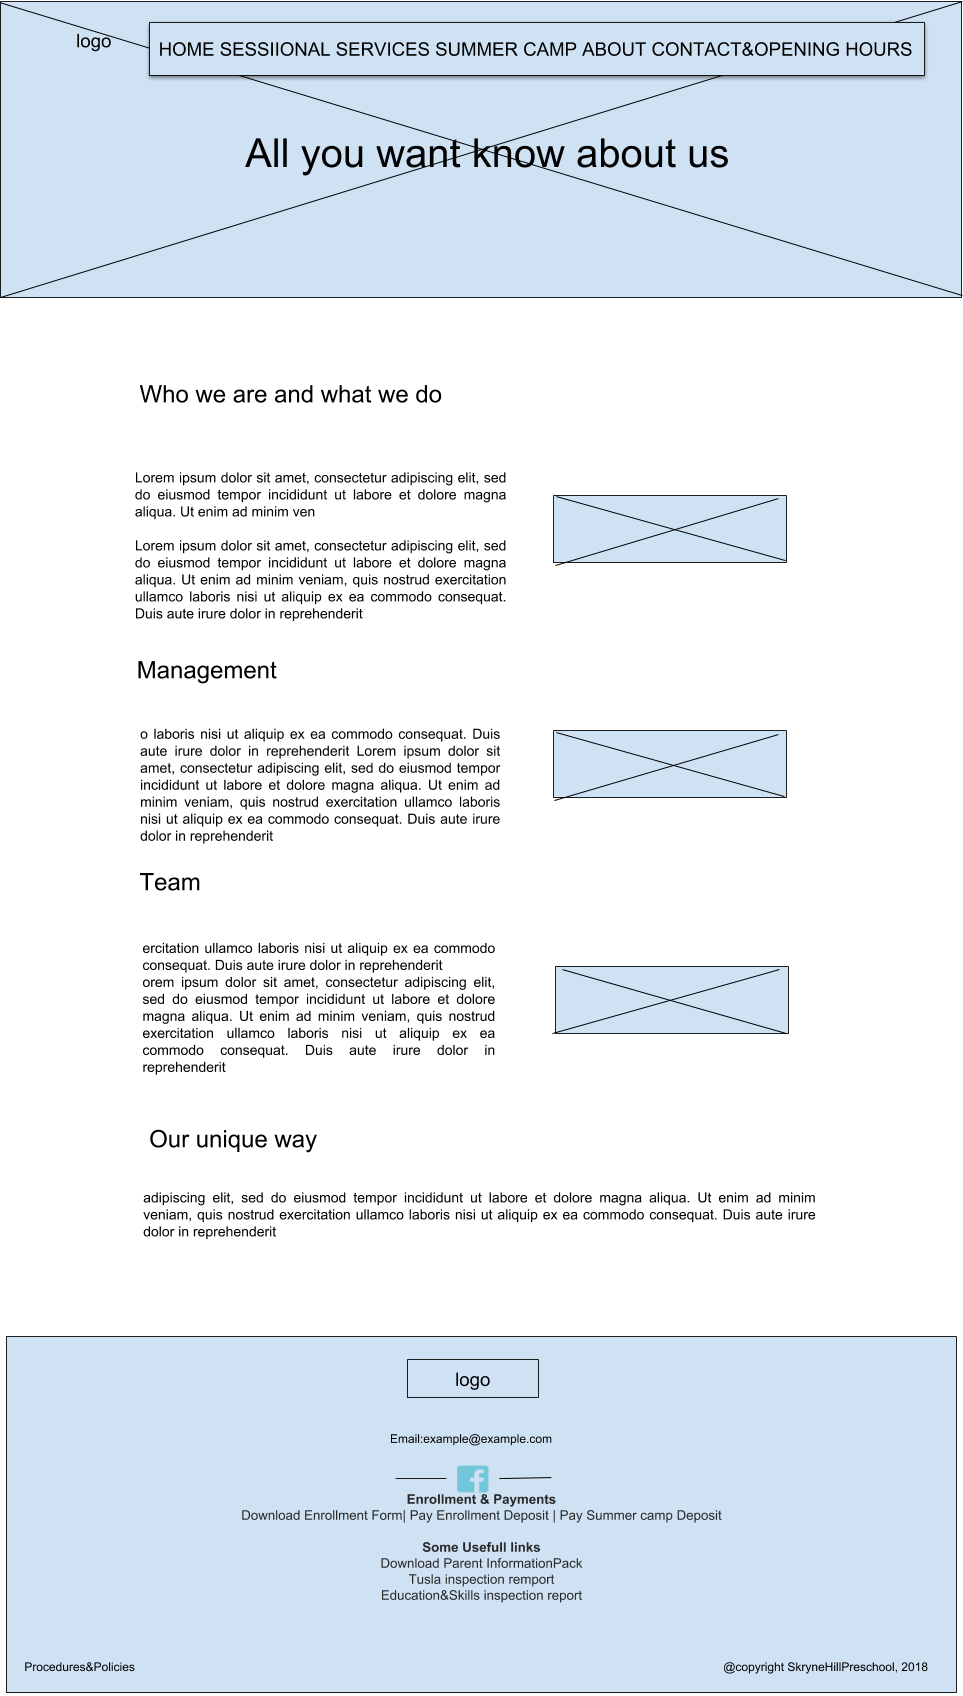 logo
HOME SESSIIONAL SERVICES SUMMER CAMP ABOUT CONTACT&OPENING HOURS
All you want know about us
Who we are and what we do
Lorem ipsum dolor sit amet, consectetur adipiscing elit, sed
do eiusmod tempor incididunt ut labore et dolore magna
aliqua. Ut enim ad minim ven
Lorem ipsum dolor sit amet, consectetur adipiscing elit, sed
do eiusmod tempor incididunt ut labore et dolore magna
aliqua. Ut enim ad minim veniam, quis nostrud exercitation
ullamco laboris nisi ut aliquip ex ea commodo consequat.
Duis aute irure dolor in reprehenderit
Management
o laboris nisi ut aliquip ex ea commodo consequat. Duis
aute irure dolor in reprehenderit Lorem ipsum dolor sit
amet, consectetur adipiscing elit, sed do eiusmod tempor
incididunt ut labore et dolore magna aliqua. Ut enim ad
minim veniam, quis nostrud exercitation ullamco laboris
nisi ut aliquip ex ea commodo consequat. Duis aute irure
dolor in reprehenderit
Team
ercitation ullamco laboris nisi ut aliquip ex ea commodo
consequat. Duis aute irure dolor in reprehenderit
orem ipsum dolor sit amet, consectetur adipiscing elit,
sed do eiusmod tempor incididunt ut labore et dolore
magna aliqua. Ut enim ad minim veniam, quis nostrud
exercitation ullamco laboris nisi ut aliquip ex ea
commodo consequat. Duis aute irure dolor in
reprehenderit
Our unique way
adipiscing elit, sed do eiusmod tempor incididunt ut labore et dolore magna aliqua. Ut enim ad minim
veniam, quis nostrud exercitation ullamco laboris nisi ut aliquip ex ea commodo consequat. Duis aute irure
dolor in reprehenderit
logo
Email:example@example.com
Enrollment & Payments
Download Enrollment Form| Pay Enrollment Deposit | Pay Summer camp Deposit
Some Usefull links
Download Parent InformationPack
Tusla inspection remport
Education&Skills inspection report
Procedures&Policies
@copyright SkryneHillPreschool, 2018